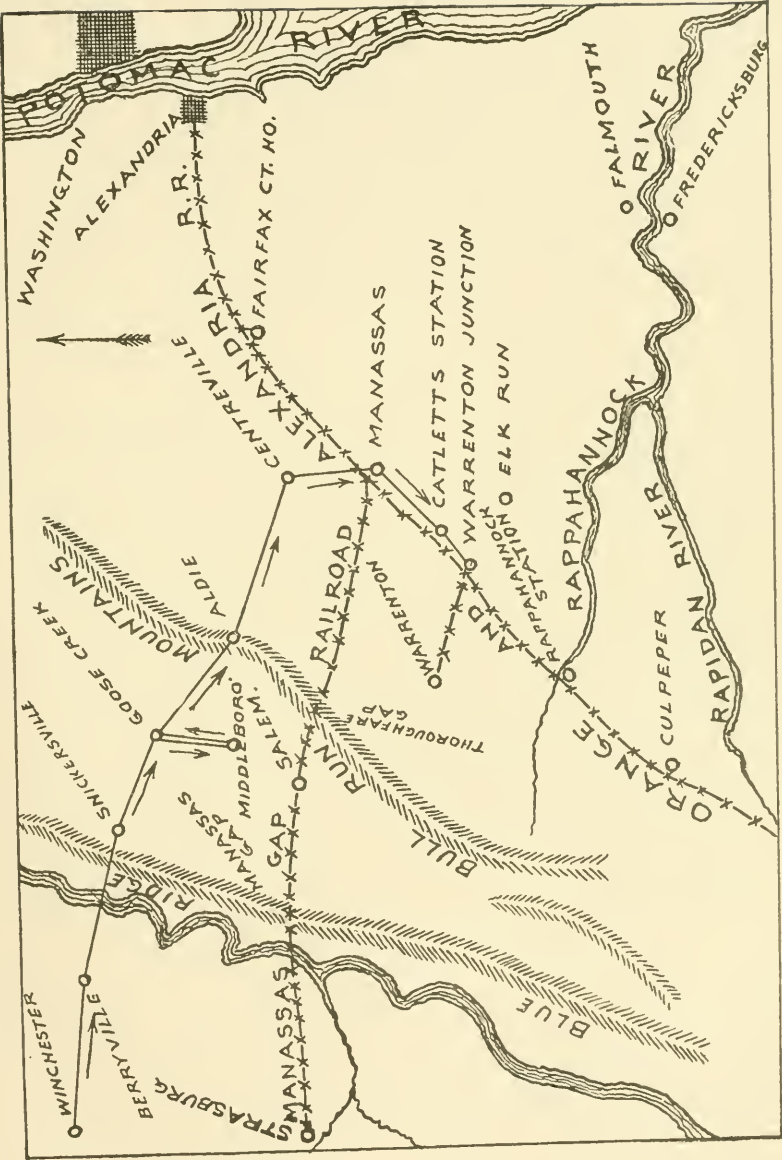 POTOMAC RIVER
WASHINGTON
ALEXANDRIA
ALEXANDRIA R.R.
FAIRFAX CT. HO.
CENTREVILLE
MANASSAS
CATLETTS STATION
WARRENTON JUNCTION
ELK RUN
RAPPAHANNOCK
STATION
FALMOUTH
RIVER
FREDERICKSBURG
RAPPAHANNOCK
RAPIDAN RIVER
CULPEPER
ORANGE
AND
WARRENTON
RAILROAD
THOROUGHFARE
GAP
MOUNTAINS
RUN
BULL
ALDIE
GOOSE CREEK
SNICKERSVILLE
MIDDLEBORO'
SALEM.
MANASSAS
GAP
MANASSAS GAP
RIDGE
BLUE
WINCHESTER
BERRYVILLE
STRASBURG